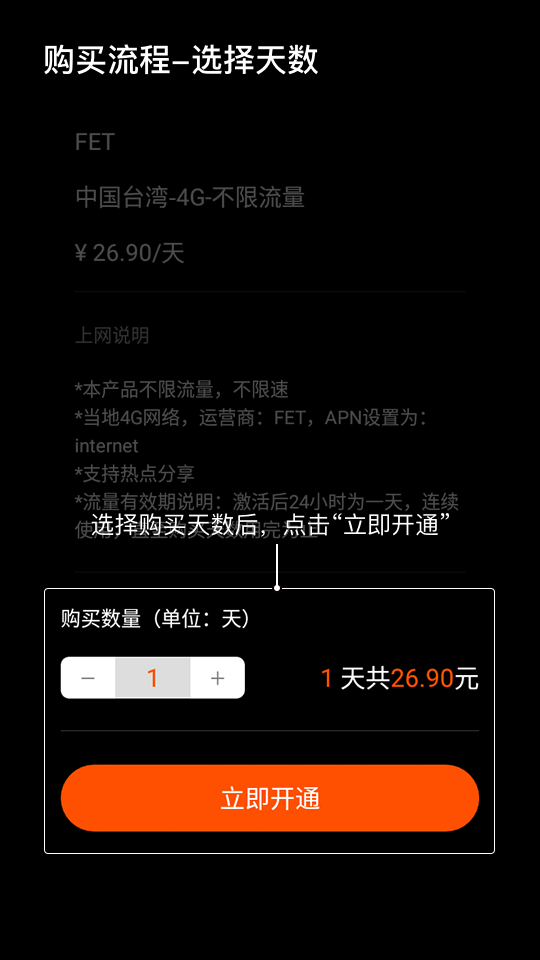 购买流程-选择天数
FET
中国台湾-4G-不限流量
¥ 26.90/天
上网说明
*本产品不限流量，不限速
*当地4G网络，运营商：FET，APN设置为：
internet
*支持热点分享
*流量有效期说明：激活后24小时为一天，连续
选择购买天数后，点击“立即开通”
购买数量（单位：天）
− 1 + 1 天共26.90元
立即开通